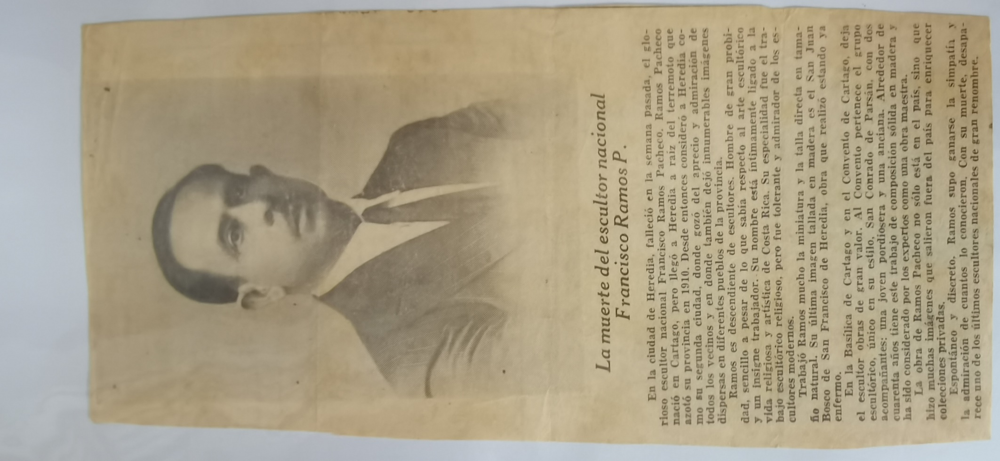 La muerte del escultor nacional
Francisco Ramos P.
En la ciudad de Heredia, falleció en la semana pasada, el glo-
rioso escultor nacional Francisco Ramos Pacheco. Ramos Pacheco
nació en Cartago, pero llegó a Heredia a raíz del terremoto que
azotó su provincia en 1910. Desde entonces consideró a Heredia co-
mo su segunda ciudad, donde gozó del aprecio y admiración de
todos los vecinos y en donde también dejó innumerables imágenes
dispersas en diferentes pueblos de la provincia.
Ramos es descendiente de escultores. Hombre de gran probi-
dad, sencillo a pesar de lo que sabía respecto al arte escultórico
y un insigne trabajador. Su nombre está íntimamente ligado a la
vida religiosa y artística de Costa Rica. Su especialidad fue el tra-
bajo escultórico religioso, pero fue tolerante y admirador de los es-
cultores modernos.
Trabajó Ramos mucho la miniatura y la talla directa en tama-
ño natural. Su última imagen tallada en madera es el San Juan
Bosco de San Francisco de Heredia, obra que realizó estando ya
enfermo.
En la Basílica de Cartago y en el Convento de Cartago, deja
el escultor obras de gran valor. Al Convento pertenece el grupo
escultórico, único en su estilo, San Conrado de Parsán, con dos
acompañantes: una joven pordiosera y una anciana. Alrededor de
cuarenta años tiene este trabajo de composición sólida en madera y
ha sido considerado por los expertos como una obra maestra.
La obra de Ramos Pacheco no sólo está en el país, sino que
hizo muchas imágenes que salieron fuera del país para enriquecer
colecciones privadas.
Espontáneo y discreto, Ramos supo ganarse la simpatía y
la admiración de cuantos lo conocieron. Con su muerte, desapa-
rece uno de los últimos escultores nacionales de gran renombre.